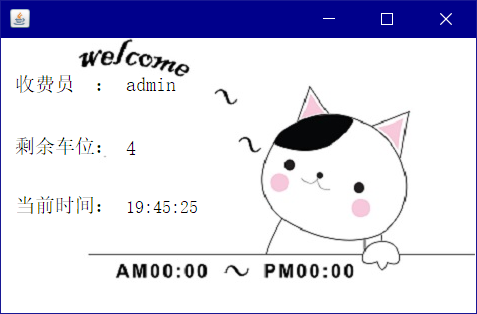 welcome
收费员 ： admin
剩余车位： 4
当前时间： 19:45:25
AM00:00 ～ PM00:00